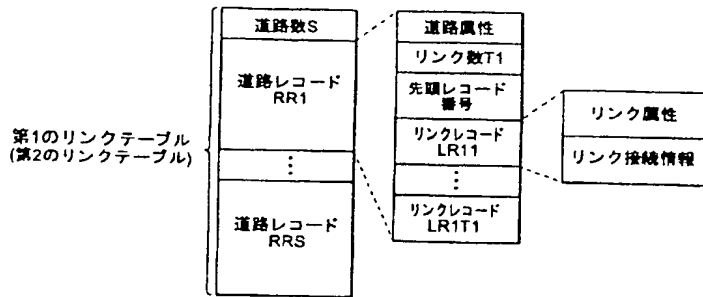 第1のリンクテーブル
(第2のリンクテーブル)
道路数S
道路レコード
RR1
⋮
道路レコード
RRS
道路属性
リンク数T1
先頭レコード
番号
リンクレコード
LR11
⋮
リンクレコード
LR1T1
リンク属性
リンク接続情報